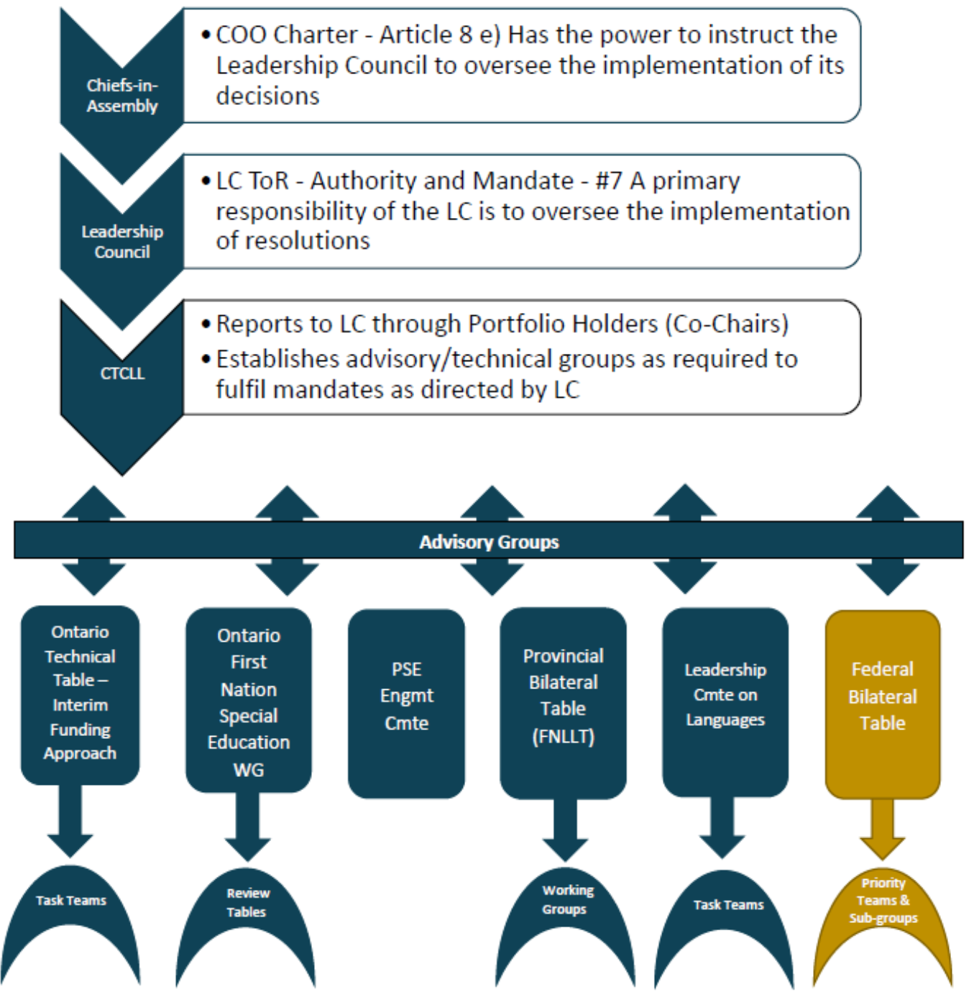 • COO Charter - Article 8 e) Has the power to instruct the
Leadership Council to oversee the implementation of its
decisions
Chiefs-in-
Assembly
• LC ToR - Authority and Mandate - #7 A primary
responsibility of the LC is to oversee the implementation
of resolutions
Leadership
Council
• Reports to LC through Portfolio Holders (Co-Chairs)
• Establishes advisory/technical groups as required to
fulfil mandates as directed by LC
CTCLL
Advisory Groups
Ontario
Technical
Table –
Interim
Funding
Approach
Ontario
First
Nation
Special
Education
WG
PSE
Engmt
Cmte
Provincial
Bilateral
Table
(FNLLT)
Leadership
Cmte on
Languages
Federal
Bilateral
Table
Task Teams
Review
Tables
Working
Groups
Task Teams
Priority
Teams &
Sub-groups